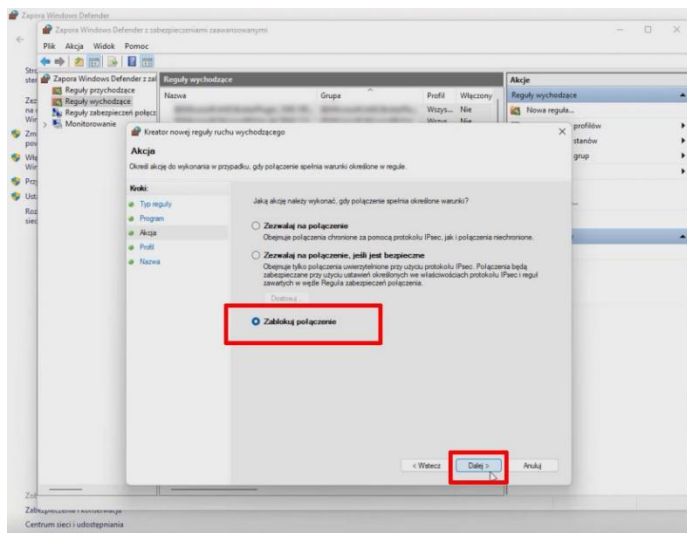 Zapora Windows Defender
Zapora Windows Defender z zabezpieczeniami zaawansowanymi
Plik Akcja Widok Pomoc
Zapora Windows Defender z zal
Reguły przychodzące
Reguły wychodzące
Reguły zabezpieczeń połącz
Monitorowanie
Reguły wychodzące
Nazwa Grupa Profil Włączony
Wszys... Nie
Wszys... Nie
Akcje
Reguły wychodzące
Nowa reguła...
profilów
stanów
grup
Kreator nowej reguły ruchu wychodzącego
Akcja
Określ akcję do wykonania w przypadku, gdy połączenie spełnia warunki określone w regule.
Kroki:
Typ reguły
Program
Akcja
Profil
Nazwa
Jaką akcję należy wykonać, gdy połączenie spełnia określone warunki?
Zezwalaj na połączenie
Obejmuje połączenia chronione za pomocą protokołu IPsec, jak i połączenia niechronione.
Zezwalaj na połączenie, jeśli jest bezpieczne
Obejmuje tylko połączenia uwierzytelnione przy użyciu protokołu IPsec. Połączenia będą
zabezpieczane przy użyciu ustawień określonych we właściwościach protokołu IPsec i reguł
zawartych w węźle Reguła zabezpieczeń połączenia.
Dostosuj...
Zablokuj połączenie
< Wstecz Dalej > Anuluj
Centrum sieci i udostępniania